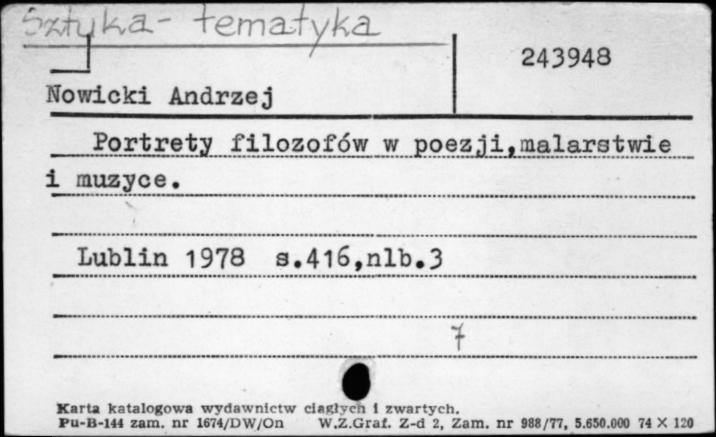 Sztuka - tematyka
243948
Nowicki Andrzej
Portrety filozofów w poezji,malarstwie
i muzyce.
Lublin 1978 s.416,nlb.3
7
Karta katalogowa wydawnictw ciągłych i zwartych.
Pu-B-144 zam. nr 1674/DW/On W.Z.Graf. Z-d 2, Zam. nr 988/77, 5.650.000 74 X 120